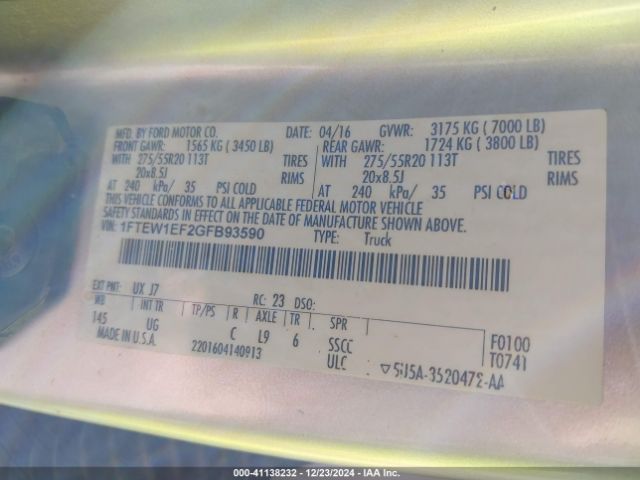 MFD. BY FORD MOTOR CO. DATE: 04/16 GVWR: 3175 KG ( 7000 LB)
FRONT GAWR: 1565 KG ( 3450 LB) REAR GAWR: 1724 KG ( 3800 LB)
WITH 275/55R20 113T TIRES WITH 275/55R20 113T TIRES
20x8.5J RIMS 20x8.5J RIMS
AT 240 kPa/ 35 PSI COLD AT 240 kPa/ 35 PSI COLD
THIS VEHICLE CONFORMS TO ALL APPLICABLE FEDERAL MOTOR VEHICLE
SAFETY STANDARDS IN EFFECT ON THE DATE OF MANUFACTURE SHOWN ABOVE.
VIN: 1FTEW1EF2GFB93590 TYPE: Truck
EXT PNT: UX J7 RC: 23 DSO:
WB INT TR TP/PS R AXLE TR SPR
145 UG C L9 6 SSCC F0100
MADE IN U.S.A. 2201604140913 ULC T0741
000-41138232 - 12/23/2024 - IAA Inc.